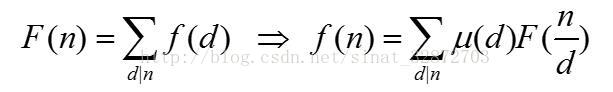 F(n) = ∑_{d|n} f(d) ⇒ f(n) = ∑_{d|n} μ(d)F(n/d)
http://blog.csdn.net/sinat_